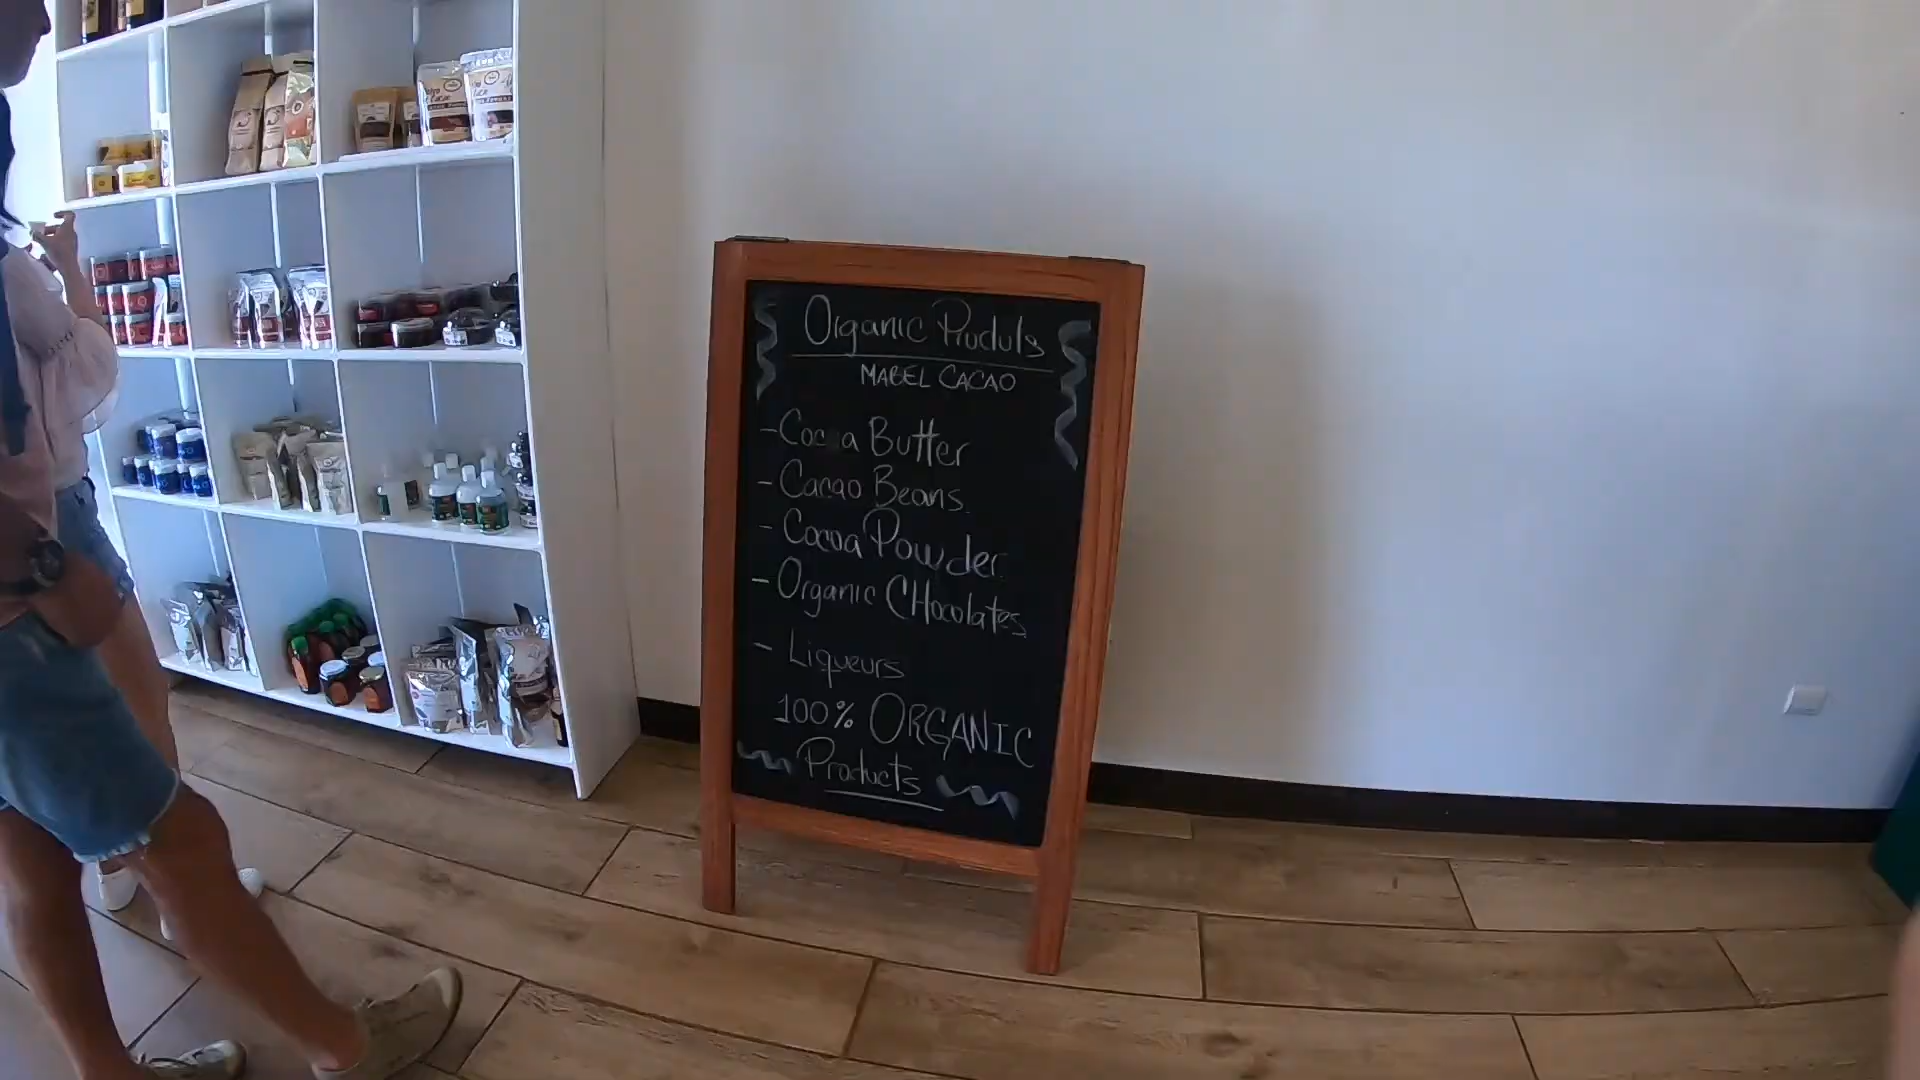 Organic Products
MABEL CACAO
- Cocoa Butter
- Cacao Beans.
- Cocoa Powder.
- Organic CHocolates.
- Liqueurs
100% ORGANIC
Products